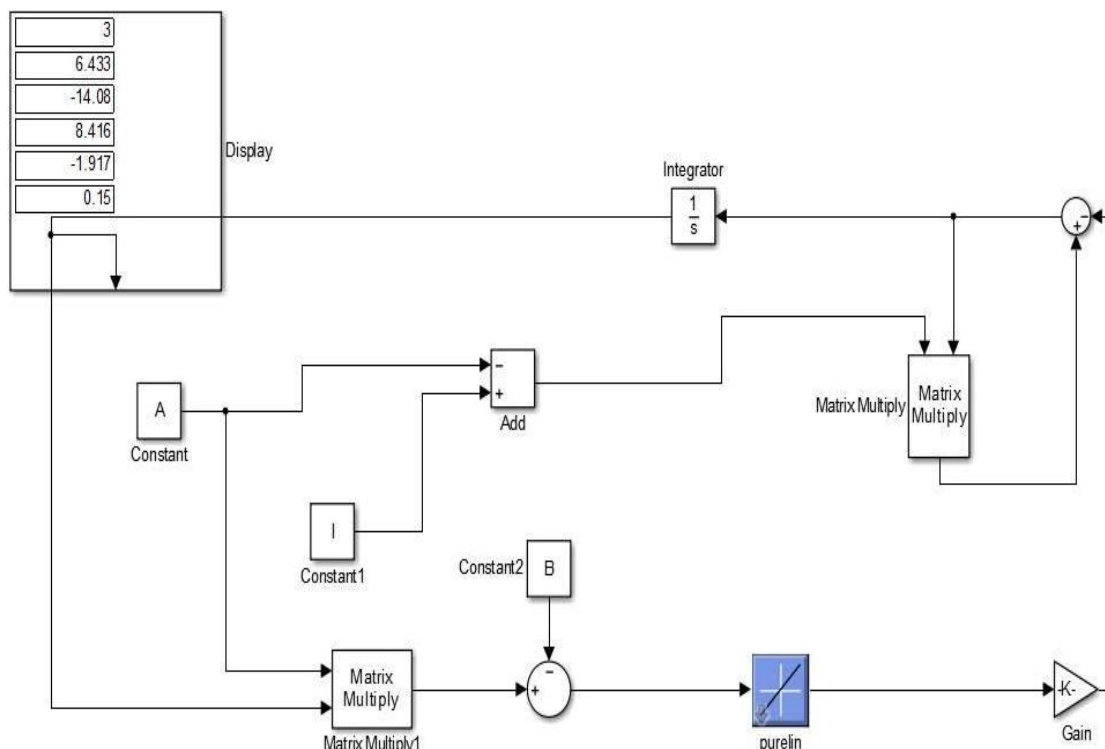 3
6.433
-14.08
8.416
-1.917
0.15
Display
Integrator
1
s
−
+
−
+
Add
Matrix Multiply
Matrix
Multiply
A
Constant
I
Constant1
Constant2
B
−
+
Matrix
Multiply
Matrix Multiply1
purelin
-K-
Gain